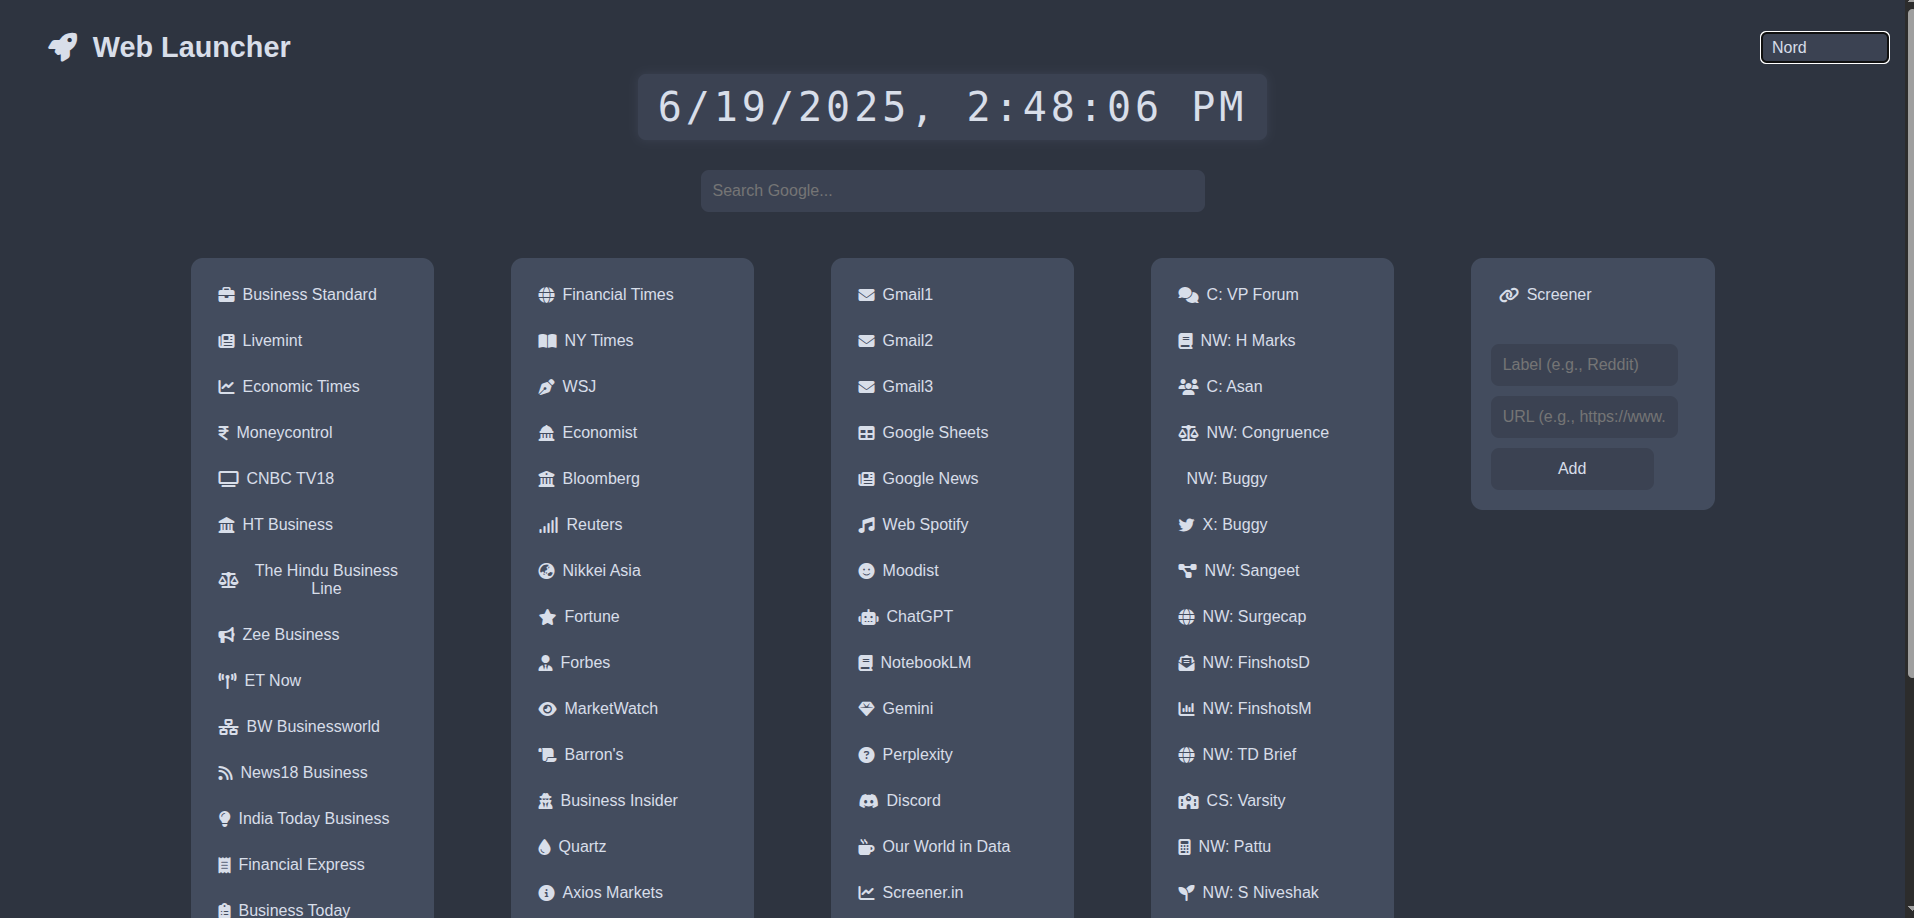 Web Launcher
Nord
6/19/2025, 2:48:06 PM
Search Google...
Business Standard
Livemint
Economic Times
Moneycontrol
CNBC TV18
HT Business
The Hindu Business
Line
Zee Business
ET Now
BW Businessworld
News18 Business
India Today Business
Financial Express
Business Today
Financial Times
NY Times
WSJ
Economist
Bloomberg
Reuters
Nikkei Asia
Fortune
Forbes
MarketWatch
Barron's
Business Insider
Quartz
Axios Markets
Gmail1
Gmail2
Gmail3
Google Sheets
Google News
Web Spotify
Moodist
ChatGPT
NotebookLM
Gemini
Perplexity
Discord
Our World in Data
Screener.in
C: VP Forum
NW: H Marks
C: Asan
NW: Congruence
NW: Buggy
X: Buggy
NW: Sangeet
NW: Surgecap
NW: FinshotsD
NW: FinshotsM
NW: TD Brief
CS: Varsity
NW: Pattu
NW: S Niveshak
Screener
Label (e.g., Reddit)
URL (e.g., https://www.
Add